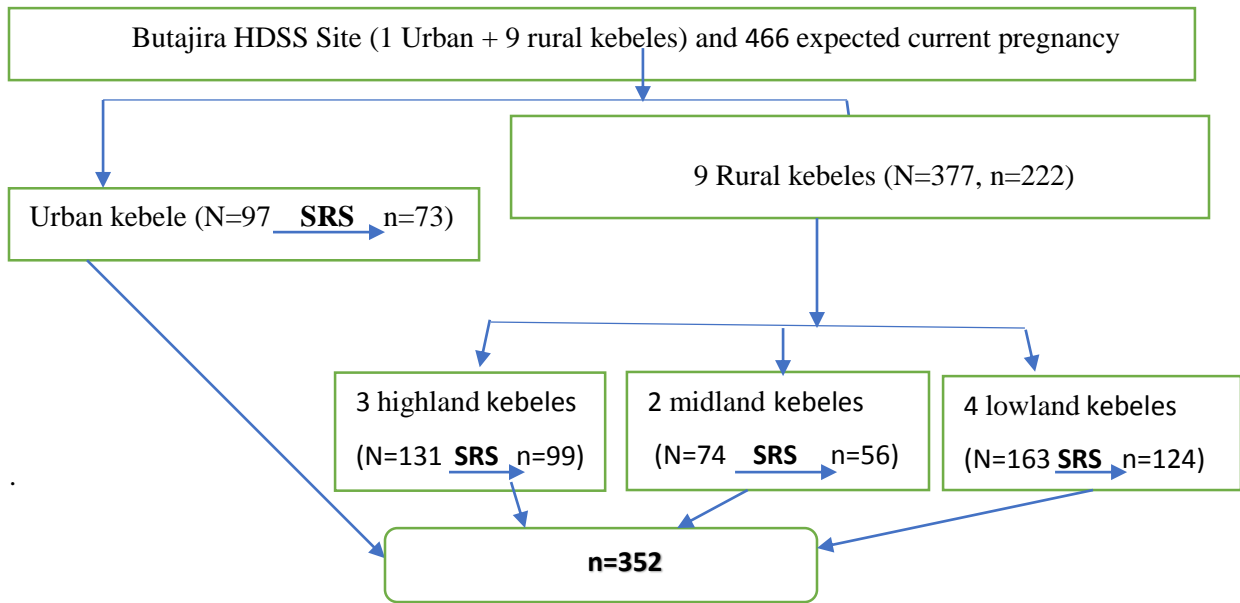 Butajira HDSS Site (1 Urban + 9 rural kebeles) and 466 expected current pregnancy
9 Rural kebeles (N=377, n=222)
Urban kebele (N=97 SRS n=73)
3 highland kebeles
(N=131 SRS n=99)
2 midland kebeles
(N=74 SRS n=56)
4 lowland kebeles
(N=163 SRS n=124)
.
n=352